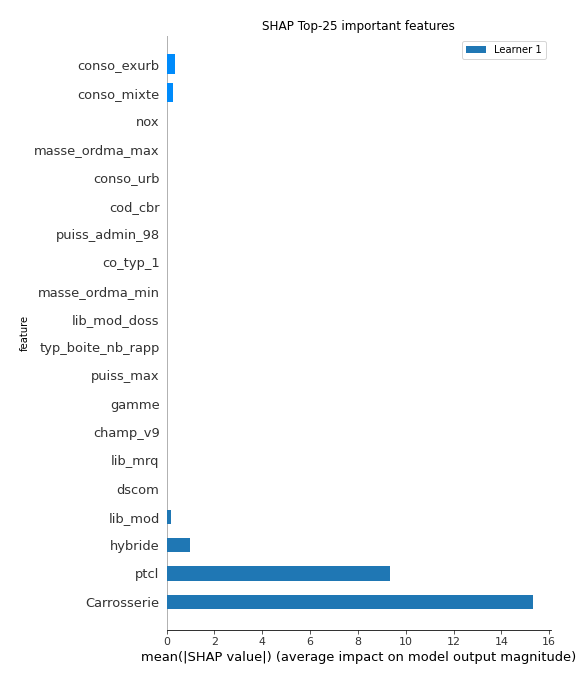 SHAP Top-25 important features
Learner 1
conso_exurb
conso_mixte
nox
masse_ordma_max
conso_urb
cod_cbr
puiss_admin_98
co_typ_1
masse_ordma_min
lib_mod_doss
typ_boite_nb_rapp
puiss_max
gamme
champ_v9
lib_mrq
dscom
lib_mod
hybride
ptcl
Carrosserie
feature
0 2 4 6 8 10 12 14 16
mean(|SHAP value|) (average impact on model output magnitude)